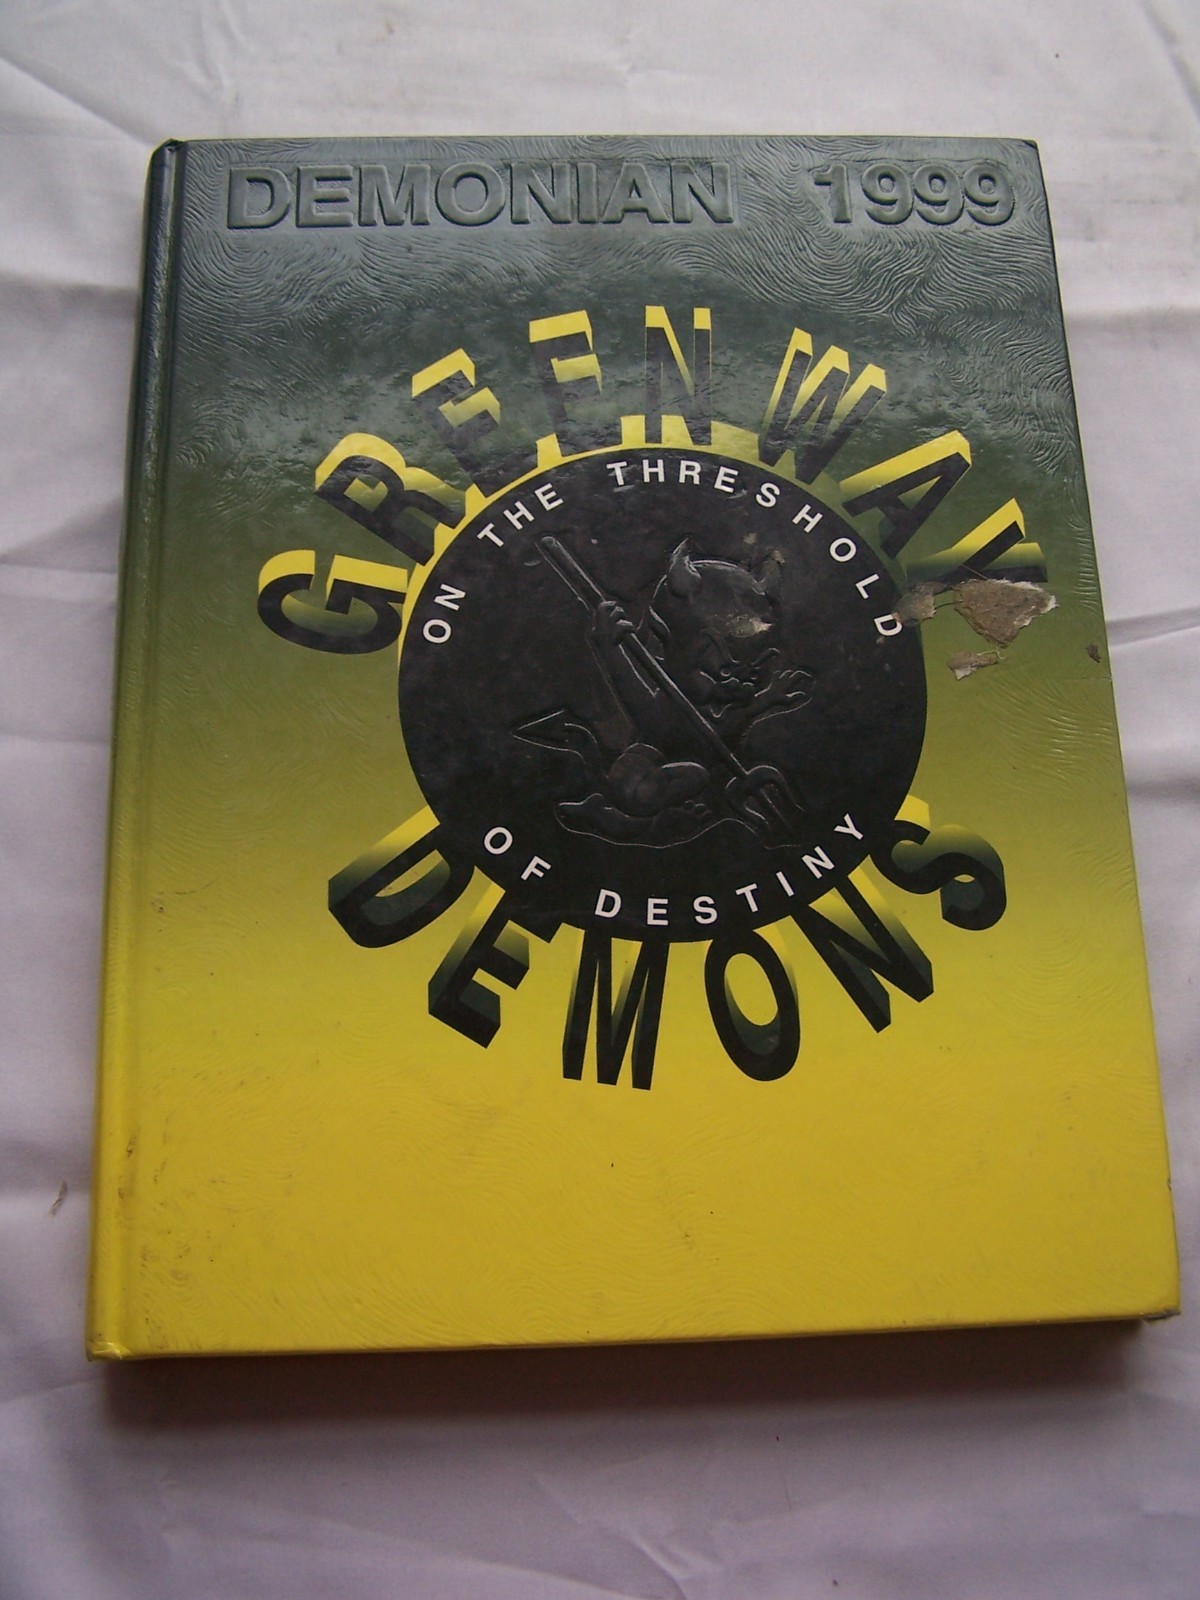 DEMONIAN 1999
GREENWAY
ON THE THRESHOLD
OF DESTINY
DEMONS